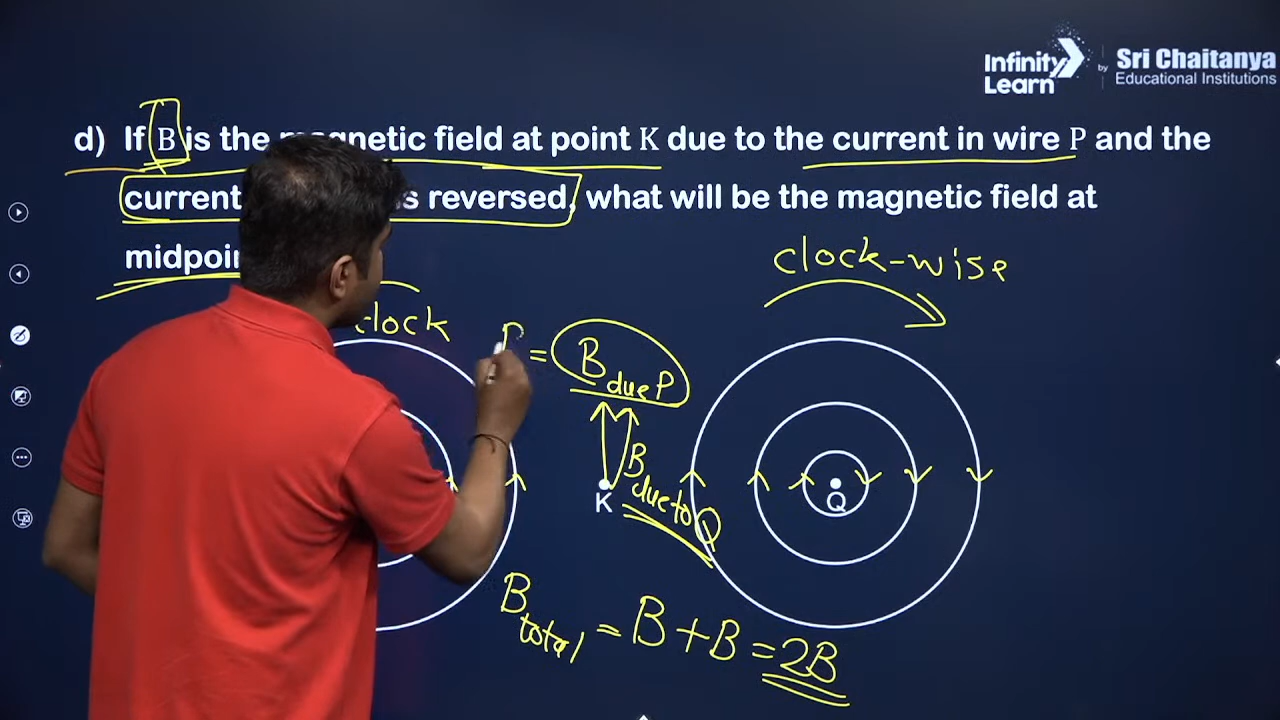 Infinity
Learn
by
Sri Chaitanya
Educational Institutions
d) If B is the magnetic field at point K due to the current in wire P and the
current is reversed, what will be the magnetic field at
clock-wise
clock
= B due P
B due to Q
K
Q
B total = B + B = 2B